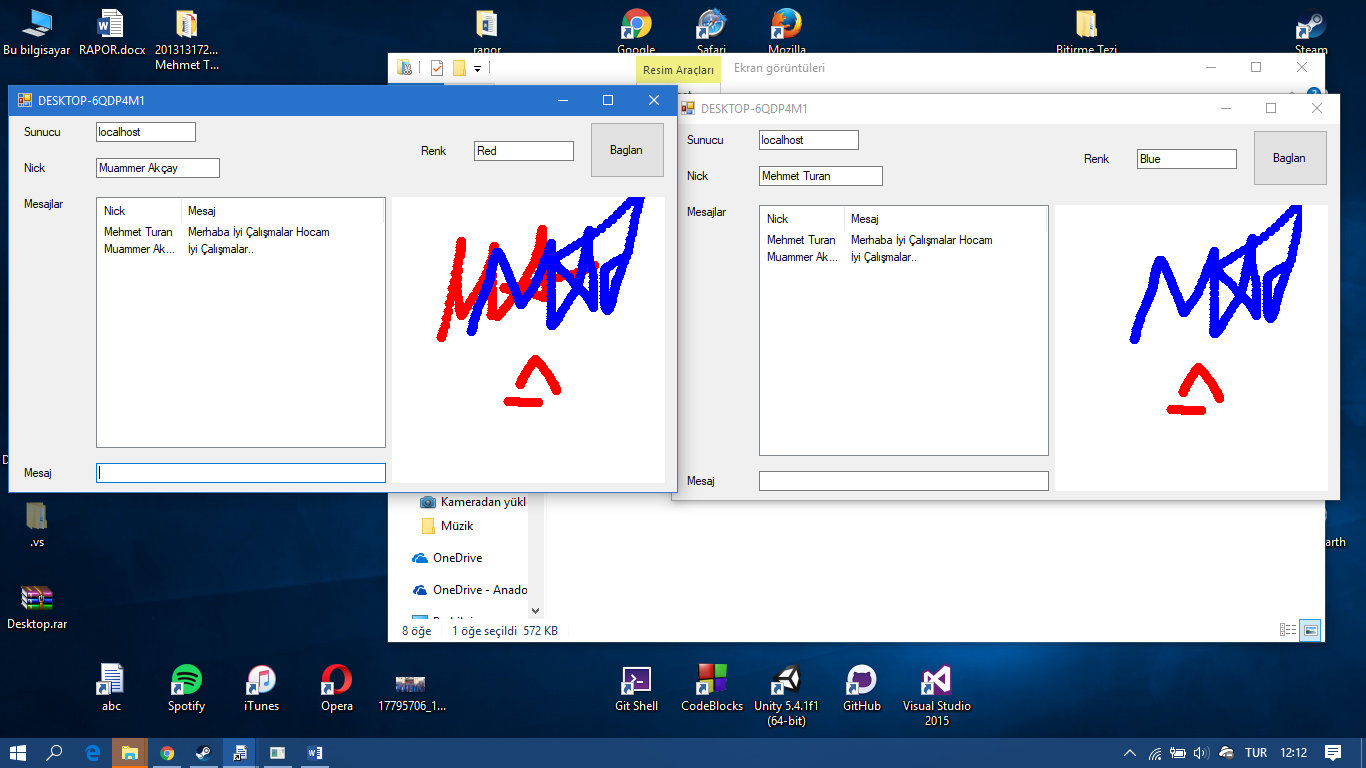 Bu bilgisayar
RAPOR.docx
201313172...
Mehmet T...
rapor
Google
Safari
Mozilla
Bitirme Tezi
Steam
Resim Araçları
Ekran görüntüleri
DESKTOP-6QDP4M1
Sunucu
localhost
Nick
Muammer Akçay
Renk
Red
Baglan
Mesajlar
Nick Mesaj
Mehmet Turan Merhaba İyi Çalışmalar Hocam
Muammer Ak... İyi Çalışmalar..
Mesaj
DESKTOP-6QDP4M1
Sunucu
localhost
Nick
Mehmet Turan
Renk
Blue
Baglan
Mesajlar
Nick Mesaj
Mehmet Turan Merhaba İyi Çalışmalar Hocam
Muammer Ak... İyi Çalışmalar..
Mesaj
Kameradan yükl
Müzik
OneDrive
OneDrive - Anado
8 öğe 1 öğe seçildi 572 KB
.vs
arth
Desktop.rar
abc
Spotify
iTunes
Opera
17795706_1...
Git Shell
CodeBlocks
Unity 5.4.1f1
(64-bit)
GitHub
Visual Studio
2015
TUR
12:12